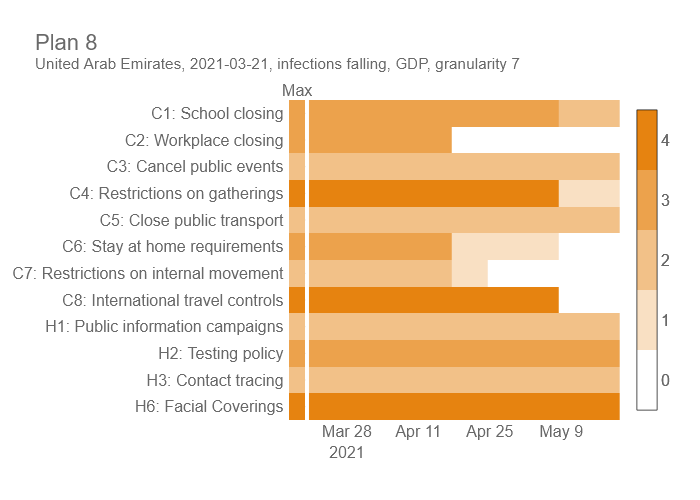 Plan 8
United Arab Emirates, 2021-03-21, infections falling, GDP, granularity 7
Max
C1: School closing
C2: Workplace closing
C3: Cancel public events
C4: Restrictions on gatherings
C5: Close public transport
C6: Stay at home requirements
C7: Restrictions on internal movement
C8: International travel controls
H1: Public information campaigns
H2: Testing policy
H3: Contact tracing
H6: Facial Coverings
Mar 28 Apr 11 Apr 25 May 9
2021
4
3
2
1
0